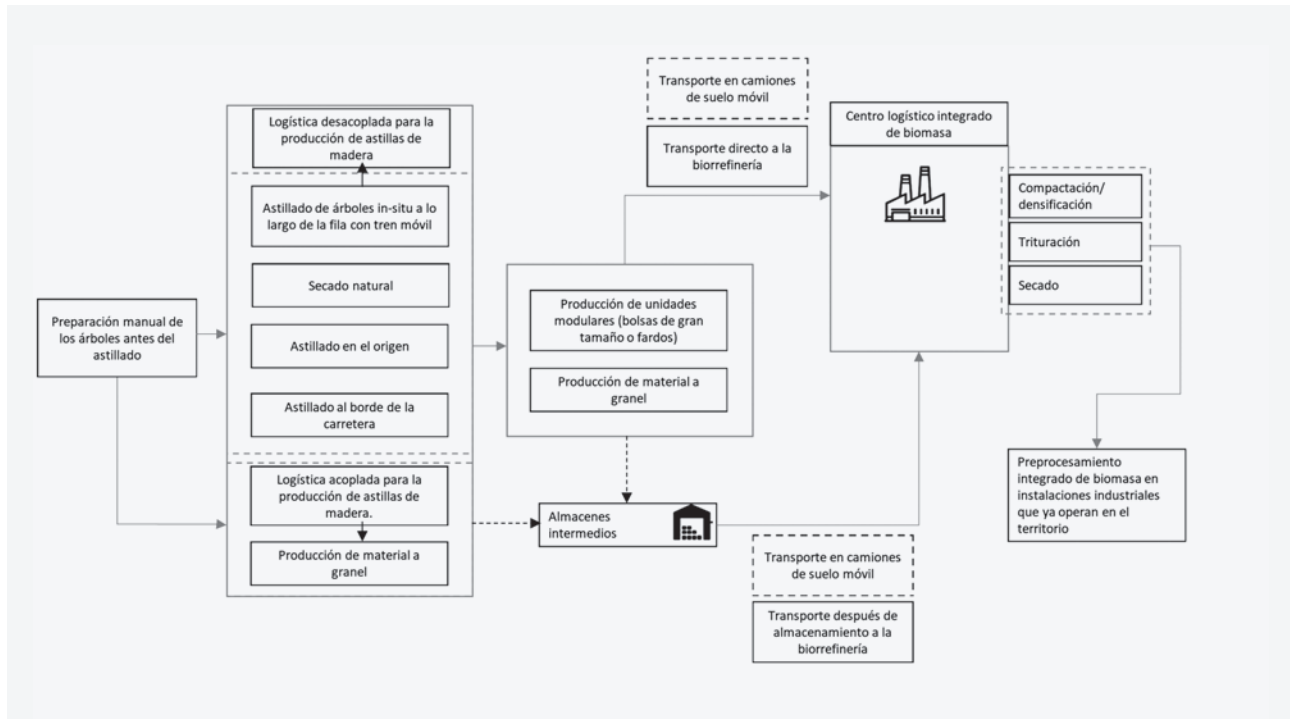 Preparación manual de
los árboles antes del
astillado
Logística desacoplada para la
producción de astillas de
madera
Astillado de árboles in-situ a lo
largo de la fila con tren móvil
Secado natural
Astillado en el origen
Astillado al borde de la
carretera
Logística acoplada para la
producción de astillas de
madera.
Producción de material a
granel
Producción de unidades
modulares (bolsas de gran
tamaño o fardos)
Producción de material a
granel
Almacenes
intermedios
Transporte en camiones
de suelo móvil
Transporte directo a la
biorrefinería
Transporte en camiones
de suelo móvil
Transporte después de
almacenamiento a la
biorrefinería
Centro logístico integrado
de biomasa
Compactación/
densificación
Trituración
Secado
Preprocesamiento
integrado de biomasa en
instalaciones industriales
que ya operan en el
territorio